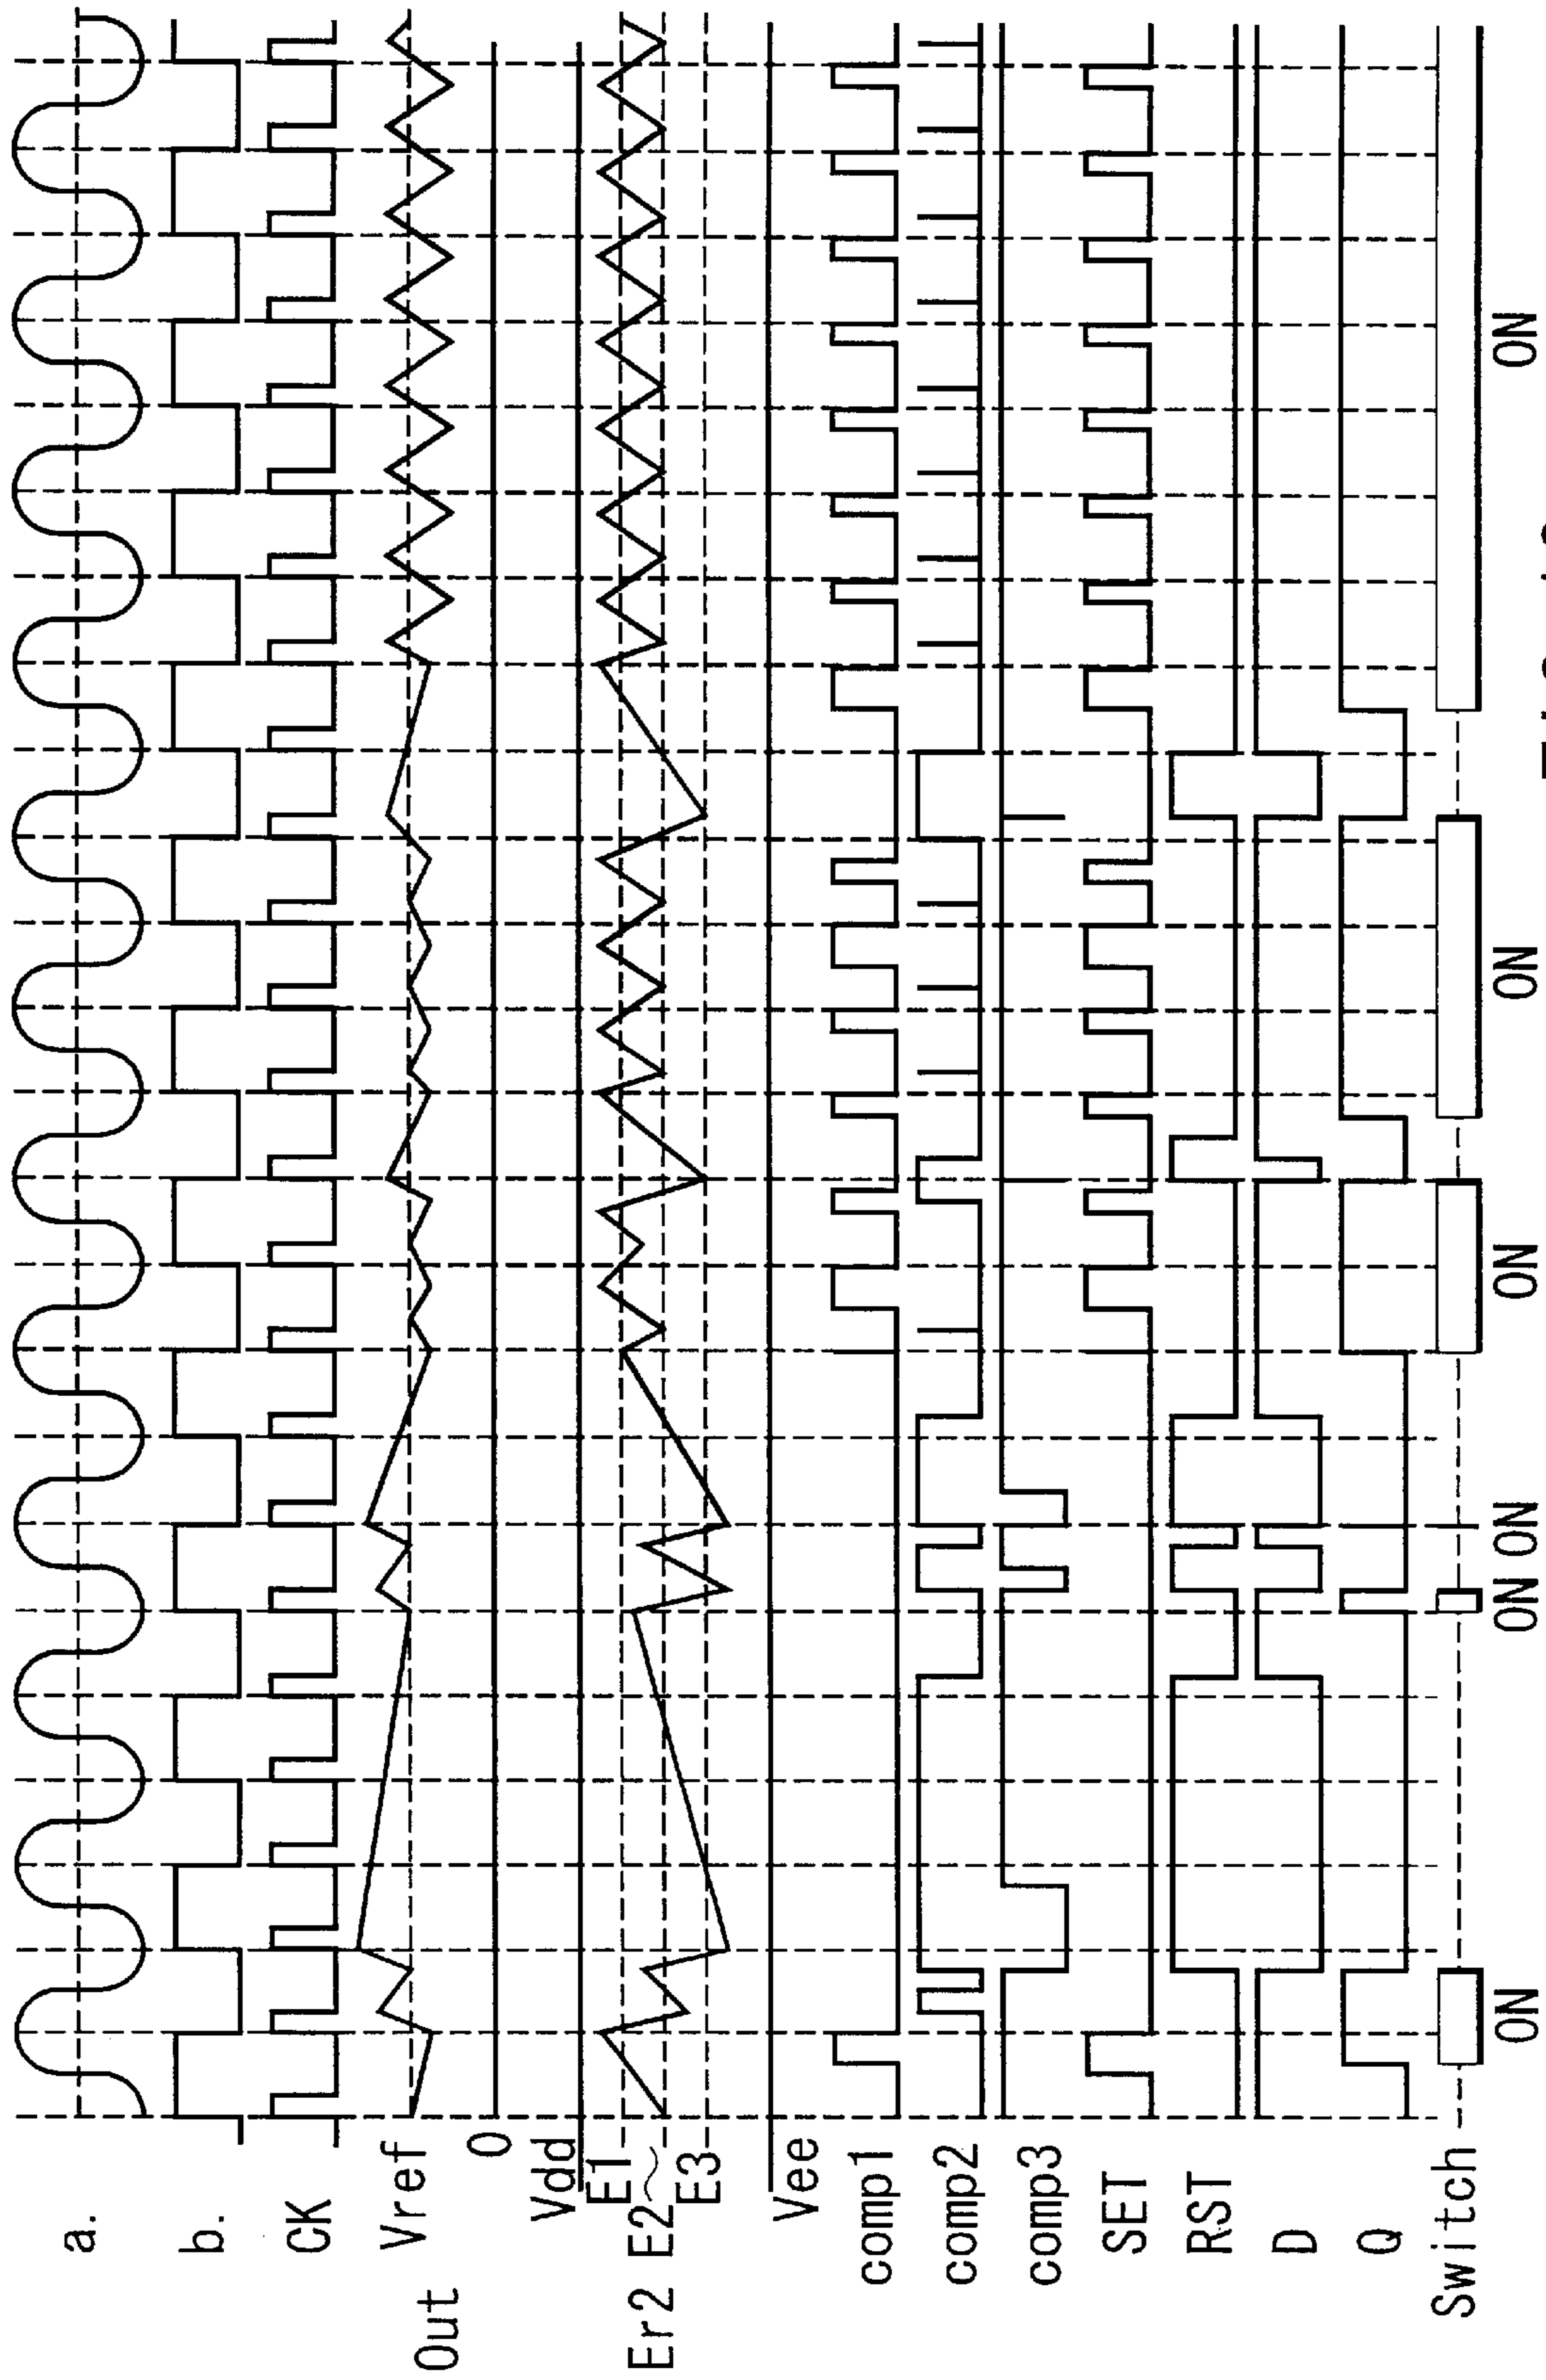 a.
b.
CK
Vref
Out
0
Vdd
E1
Er2 E2~
E3
Vee
comp1
comp2
comp3
SET
RST
D
Q
Switch
ON
ON ON
ON
ON
ON